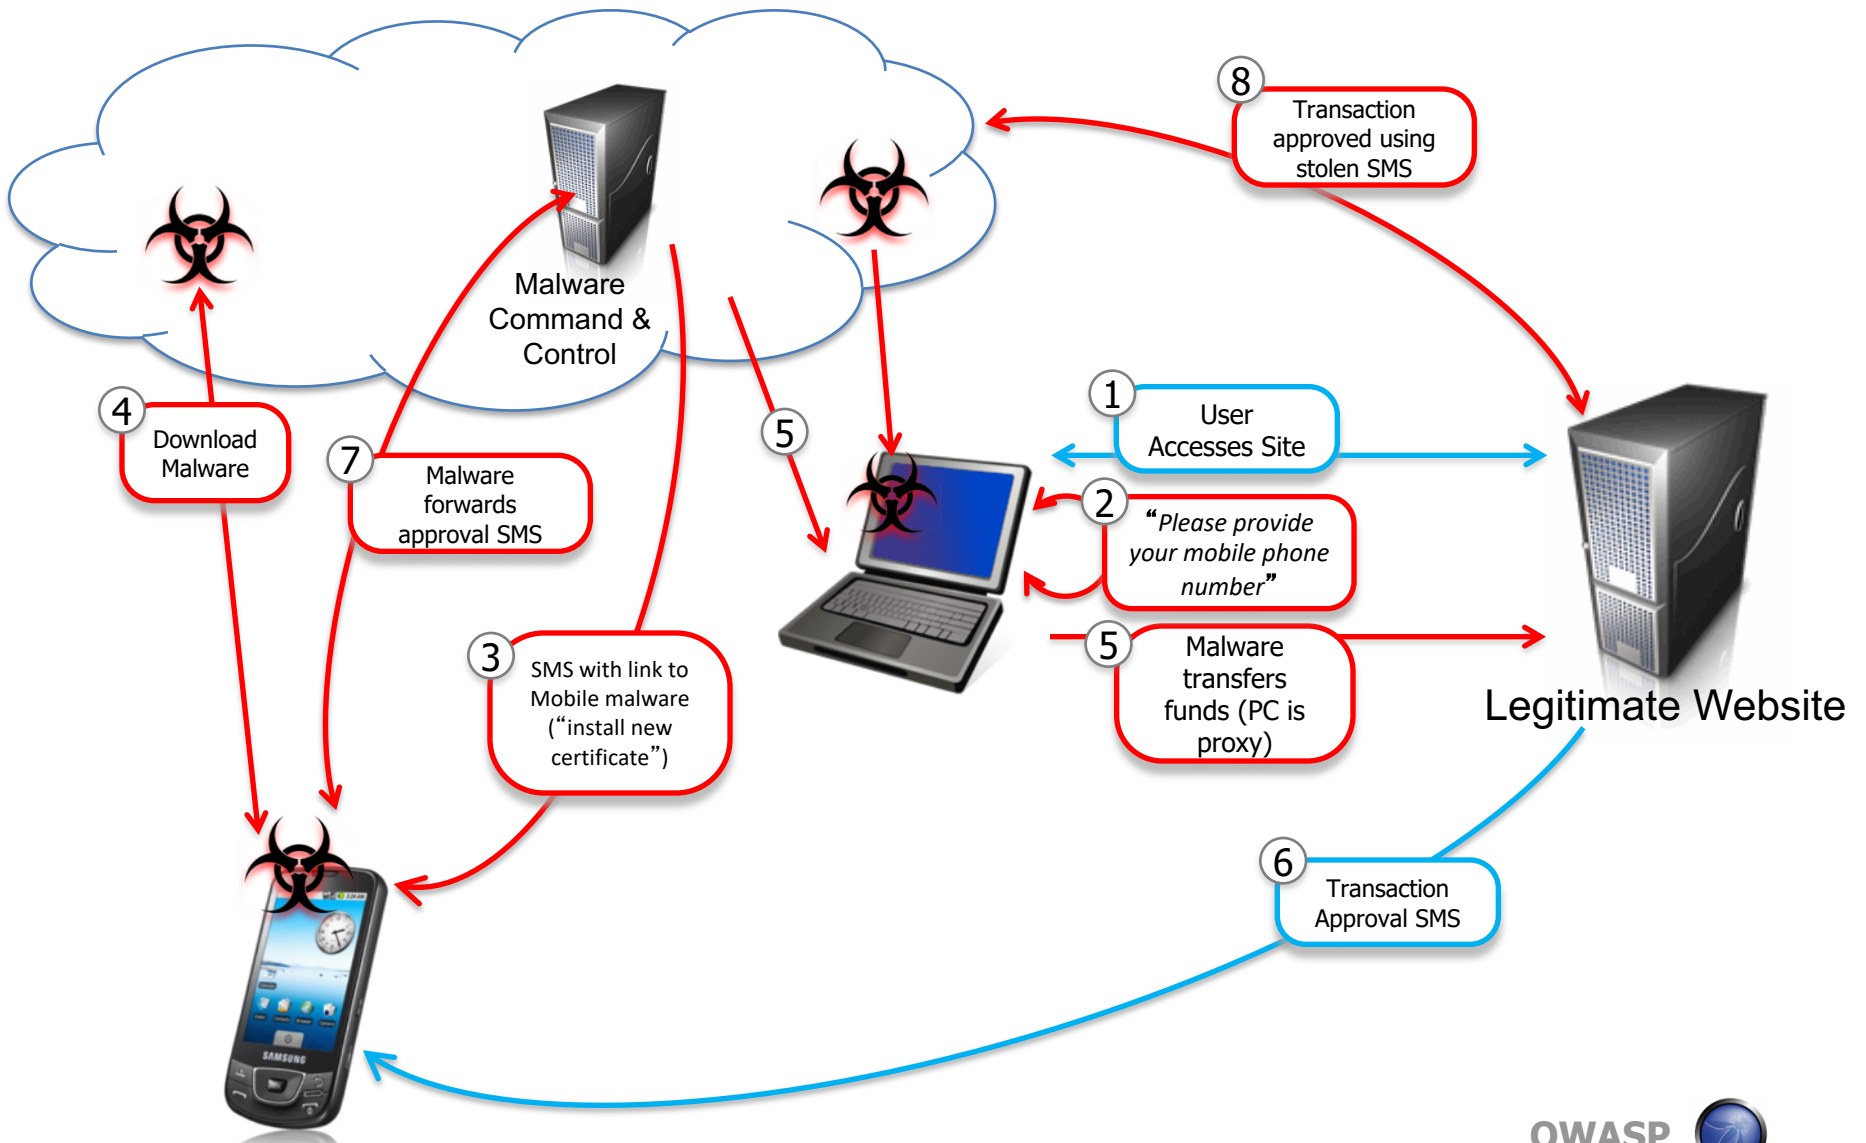 8
Transaction
approved using
stolen SMS
Malware
Command &
Control
4
Download
Malware
7
Malware
forwards
approval SMS
5
1
User
Accesses Site
2
“Please provide
your mobile phone
number”
3
SMS with link to
Mobile malware
(“install new
certificate”)
5
Malware
transfers
funds (PC is
proxy)
Legitimate Website
6
Transaction
Approval SMS
SAMSUNG
OWASP